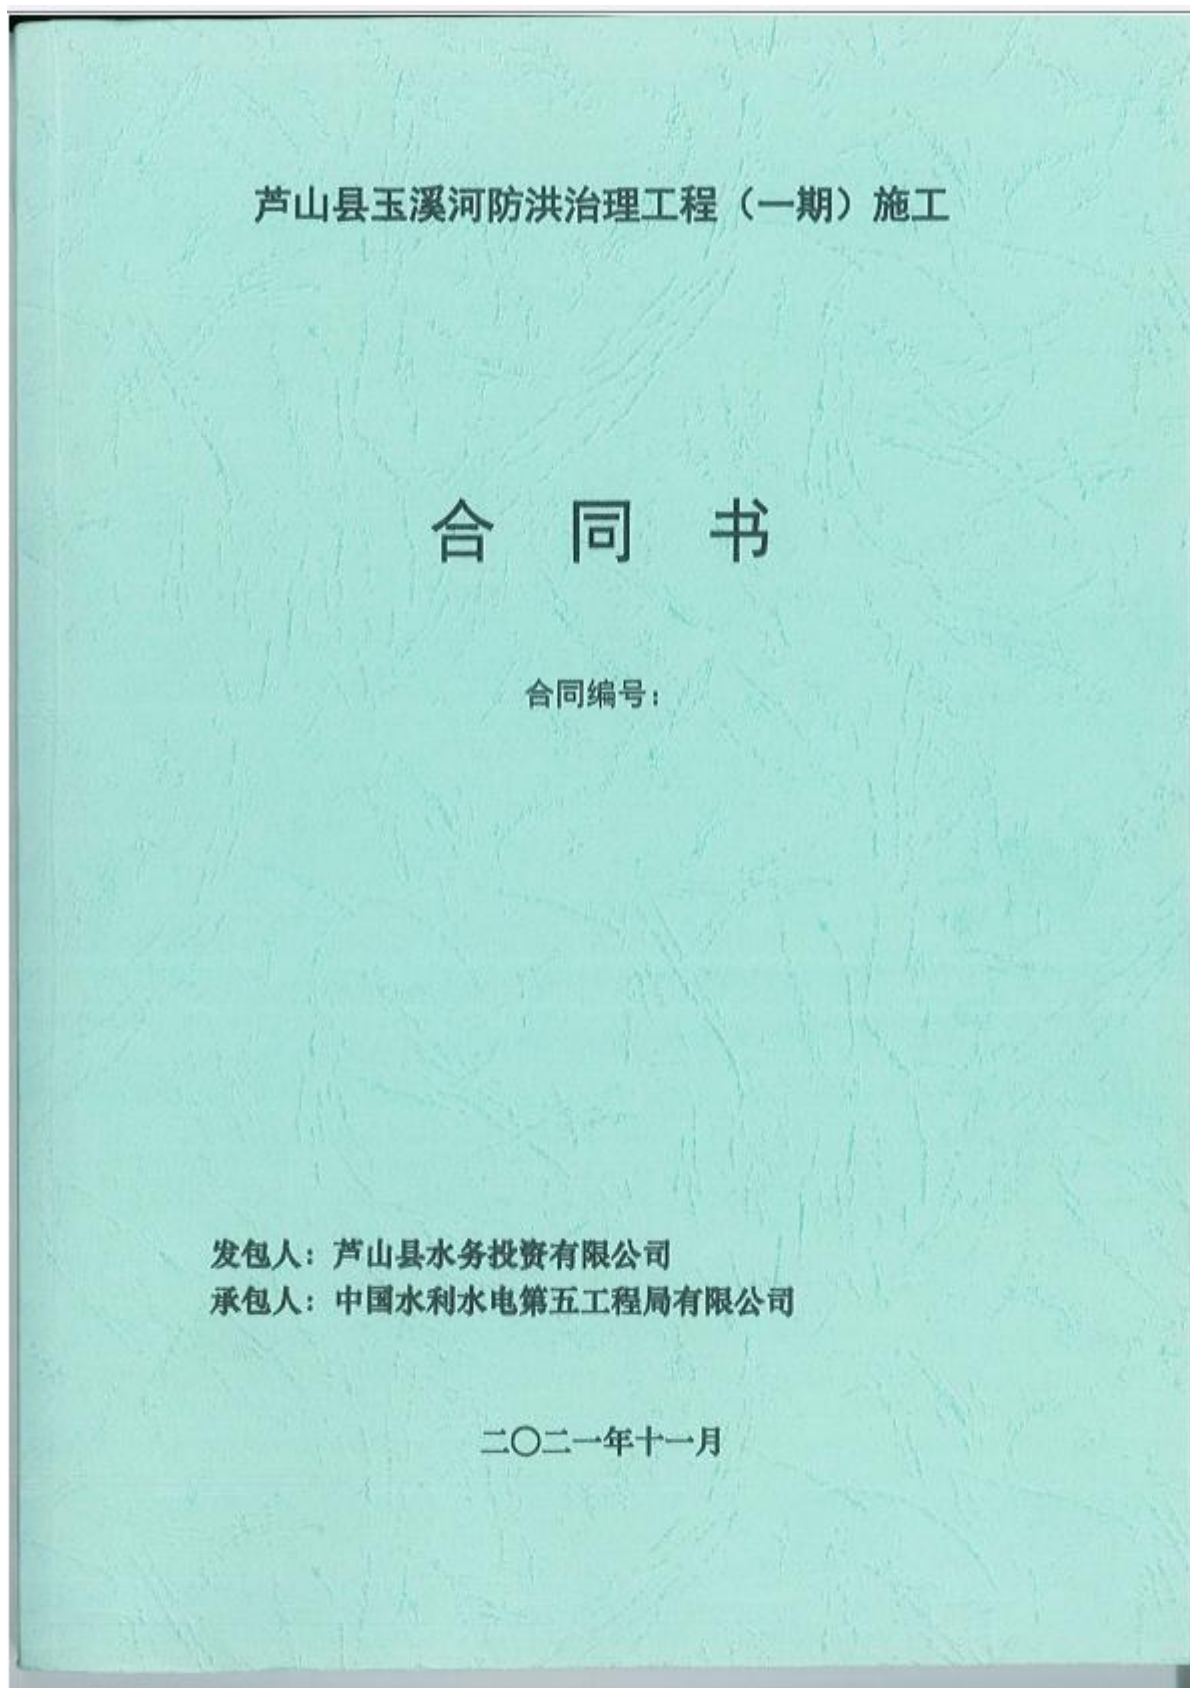 芦山县玉溪河防洪治理工程（一期）施工
合同书
合同编号：
发包人：芦山县水务投资有限公司
承包人：中国水利水电第五工程局有限公司
二〇二一年十一月